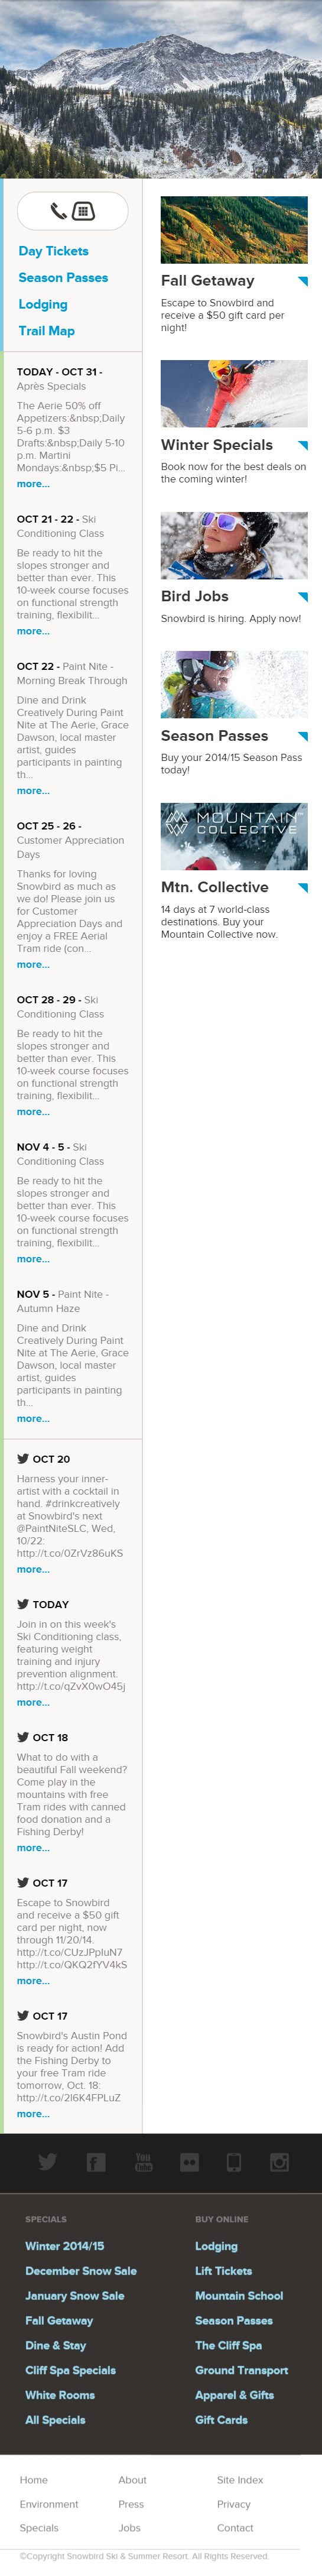 Day Tickets
Season Passes
Lodging
Trail Map
TODAY - OCT 31 -
Après Specials
The Aerie 50% off
Appetizers:&nbsp;Daily
5-6 p.m. $3
Drafts:&nbsp;Daily 5-10
p.m. Martini
Mondays:&nbsp;$5 Pi...
more...
OCT 21 - 22 - Ski
Conditioning Class
Be ready to hit the
slopes stronger and
better than ever. This
10-week course focuses
on functional strength
training, flexibilit...
more...
OCT 22 - Paint Nite -
Morning Break Through
Dine and Drink
Creatively During Paint
Nite at The Aerie, Grace
Dawson, local master
artist, guides
participants in painting
th...
more...
OCT 25 - 26 -
Customer Appreciation
Days
Thanks for loving
Snowbird as much as
we do! Please join us
for Customer
Appreciation Days and
enjoy a FREE Aerial
Tram ride (con...
more...
OCT 28 - 29 - Ski
Conditioning Class
Be ready to hit the
slopes stronger and
better than ever. This
10-week course focuses
on functional strength
training, flexibilit...
more...
NOV 4 - 5 - Ski
Conditioning Class
Be ready to hit the
slopes stronger and
better than ever. This
10-week course focuses
on functional strength
training, flexibilit...
more...
NOV 5 - Paint Nite -
Autumn Haze
Dine and Drink
Creatively During Paint
Nite at The Aerie, Grace
Dawson, local master
artist, guides
participants in painting
th...
more...
OCT 20
Harness your inner-
artist with a cocktail in
hand. #drinkcreatively
at Snowbird's next
@PaintNiteSLC, Wed,
10/22:
http://t.co/0ZrVz86uKS
more...
TODAY
Join in on this week's
Ski Conditioning class,
featuring weight
training and injury
prevention alignment.
http://t.co/qZvX0wO45j
more...
OCT 18
What to do with a
beautiful Fall weekend?
Come play in the
mountains with free
Tram rides with canned
food donation and a
Fishing Derby!
more...
OCT 17
Escape to Snowbird
and receive a $50 gift
card per night, now
through 11/20/14.
http://t.co/CUzJPpIuN7
http://t.co/QKQ2fYV4kS
more...
OCT 17
Snowbird's Austin Pond
is ready for action! Add
the Fishing Derby to
your free Tram ride
tomorrow, Oct. 18:
http://t.co/2l6K4FPLuZ
more...
Fall Getaway
Escape to Snowbird and
receive a $50 gift card per
night!
Winter Specials
Book now for the best deals on
the coming winter!
Bird Jobs
Snowbird is hiring. Apply now!
Season Passes
Buy your 2014/15 Season Pass
today!
MOUNTAIN™
COLLECTIVE
Mtn. Collective
14 days at 7 world-class
destinations. Buy your
Mountain Collective now.
You
Tube
SPECIALS
Winter 2014/15
December Snow Sale
January Snow Sale
Fall Getaway
Dine & Stay
Cliff Spa Specials
White Rooms
All Specials
BUY ONLINE
Lodging
Lift Tickets
Mountain School
Season Passes
The Cliff Spa
Ground Transport
Apparel & Gifts
Gift Cards
Home
About
Site Index
Environment
Press
Privacy
Specials
Jobs
Contact
©Copyright Snowbird Ski & Summer Resort. All Rights Reserved.